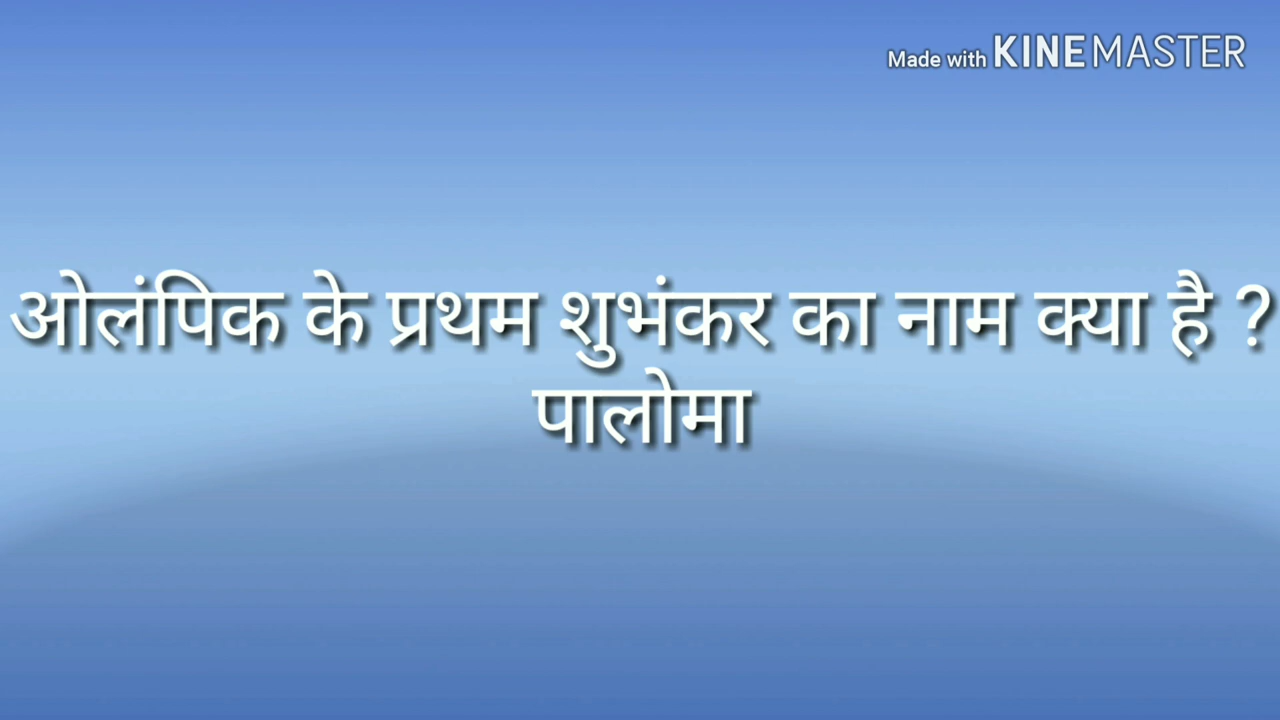 Made with KINEMASTER
ओलंपिक के प्रथम शुभंकर का नाम क्या है ?
पालोमा